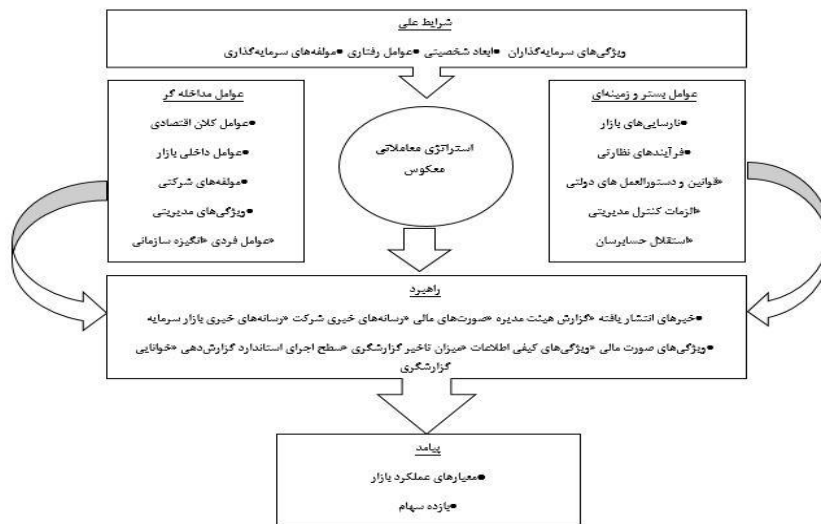 شرایط علی
ویژگی‌های سرمایه‌گذاران ●ابعاد شخصیتی ●عوامل رفتاری ●مولفه‌های سرمایه‌گذاری
عوامل بستر و زمینه‌ای
●نارسایی‌های بازار
●فرآیندهای نظارتی
«قوانین و دستورالعمل های دولتی
«الزمات کنترل مدیریتی
«استقلال حسابرسان
استراتژی معاملاتی
معکوس
عوامل مداخله گر
●عوامل کلان اقتصادی
●عوامل داخلی بازار
●مولفه‌های شرکتی
●ویژگی‌های مدیریتی
«عوامل فردی «انگیزه سازمانی
راهبرد
●خبرهای انتشار یافته «گزارش هیئت مدیره «صورت‌های مالی «رسانه‌های خبری شرکت «رسانه‌های خبری بازار سرمایه
●ویژگی‌های صورت مالی «ویژگی‌های کیفی اطلاعات «میزان تاخیر گزارشگری «سطح اجرای استاندارد گزارش‌دهی «خوانایی
گزارشگری
پیامد
●معیارهای عملکرد بازار
●بازده سهام